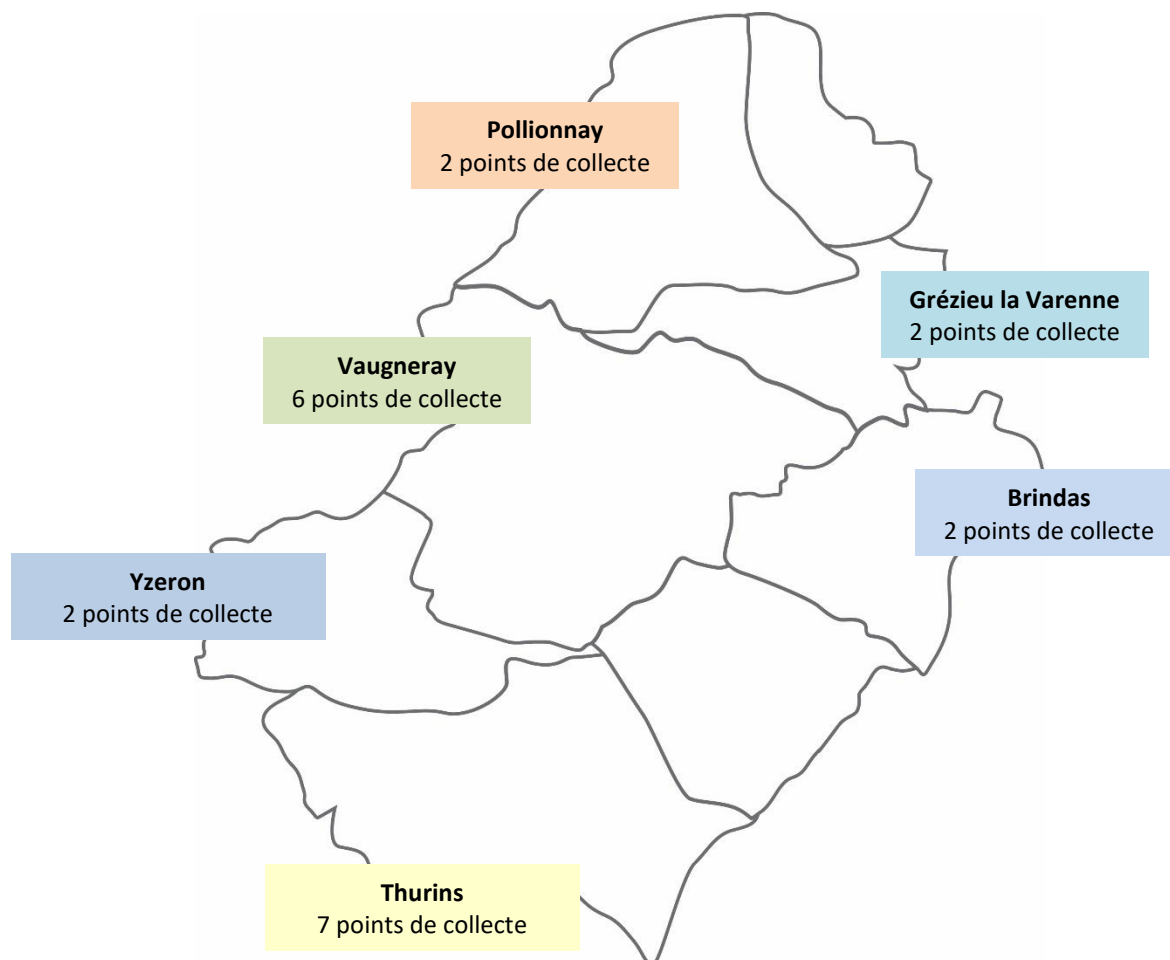 Pollionnay
2 points de collecte
Grézieu la Varenne
2 points de collecte
Vaugneray
6 points de collecte
Brindas
2 points de collecte
Yzeron
2 points de collecte
Thurins
7 points de collecte